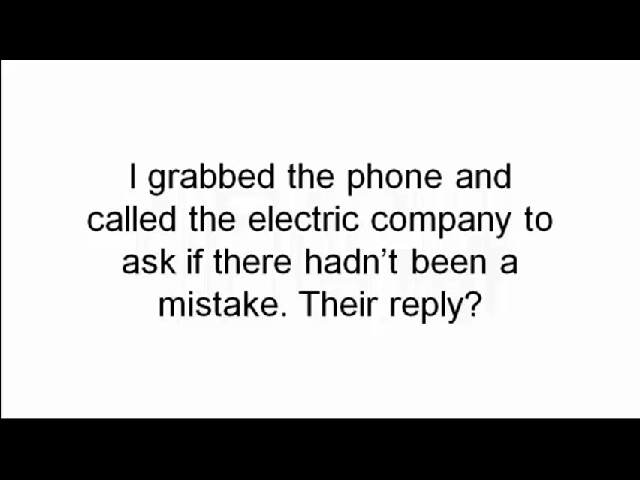 I grabbed the phone and
called the electric company to
ask if there hadn’t been a
mistake. Their reply?